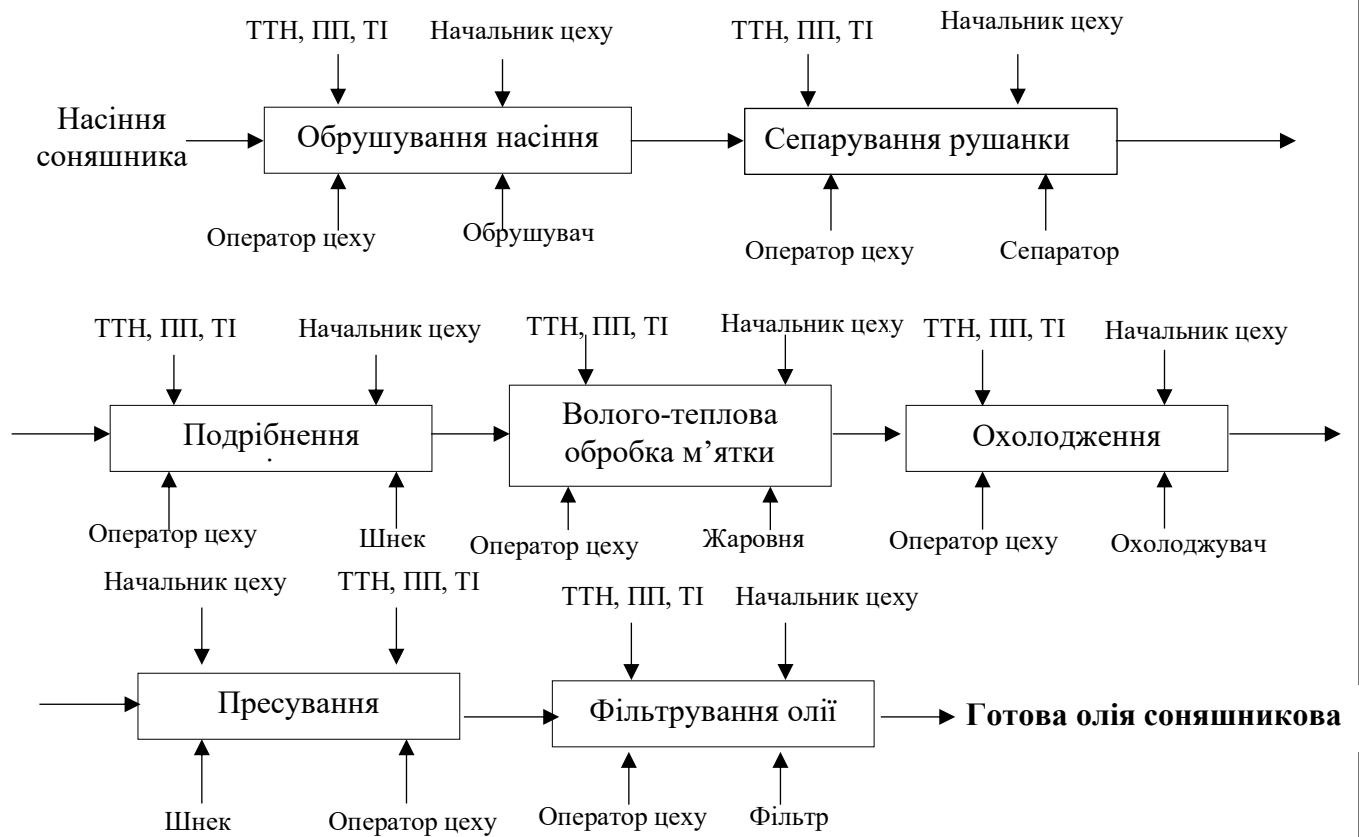 ТТН, ПП, ТІ
Начальник цеху
ТТН, ПП, ТІ
Начальник цеху
Насіння
соняшника
Обрушування насіння
Сепарування рушанки
Оператор цеху
Обрушувач
Оператор цеху
Сепаратор
ТТН, ПП, ТІ
Начальник цеху
ТТН, ПП, ТІ
Начальник цеху
ТТН, ПП, ТІ
Начальник цеху
Подрібнення
Волого-теплова
обробка м’ятки
Охолодження
Оператор цеху
Шнек
Оператор цеху
Жаровня
Оператор цеху
Охолоджувач
Начальник цеху
ТТН, ПП, ТІ
ТТН, ПП, ТІ
Начальник цеху
Пресування
Фільтрування олії
Готова олія соняшникова
Шнек
Оператор цеху
Оператор цеху
Фільтр